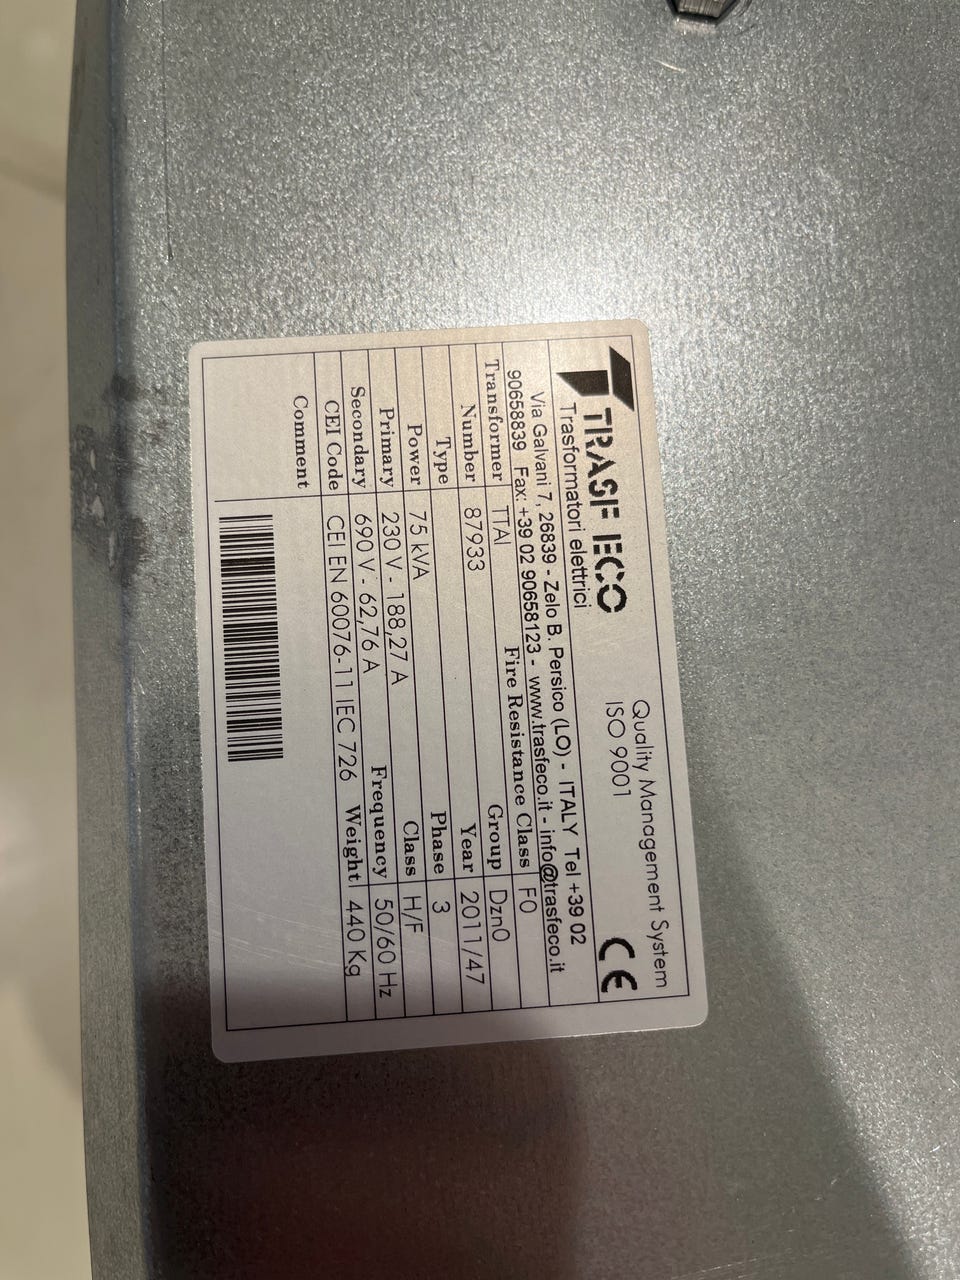 TRASF ECO
Trasformatori elettrici
Quality Management System
ISO 9001
CE
Via Galvani 7, 26839 - Zelo B. Persico (LO) - ITALY Tel +39 02
90658839 Fax: +39 02 90658123 - www.trasfeco.it - info@trasfeco.it
Fire Resistance Class F0
Transformer TTAI Group Dzn0
Number 87933 Year 2011/47
Type Phase 3
Power 75 kVA Class H/F
Primary 230 V - 188,27 A Frequency 50/60 Hz
Secondary 690 V - 62,76 A Weight 440 Kg
CEI Code CEI EN 60076-11 IEC 726
Comment